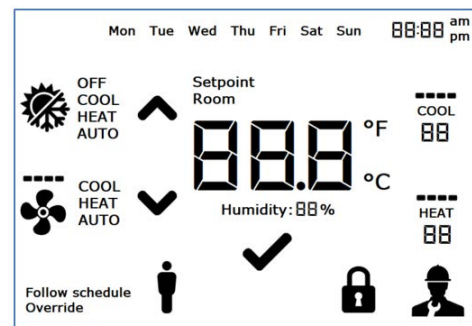 Mon Tue Wed Thu Fri Sat Sun 88:88 am
pm
OFF
COOL
HEAT
AUTO
Setpoint
Room
88.8 °F
°C
COOL
88
COOL
HEAT
AUTO
Humidity:88%
HEAT
88
Follow schedule
Override